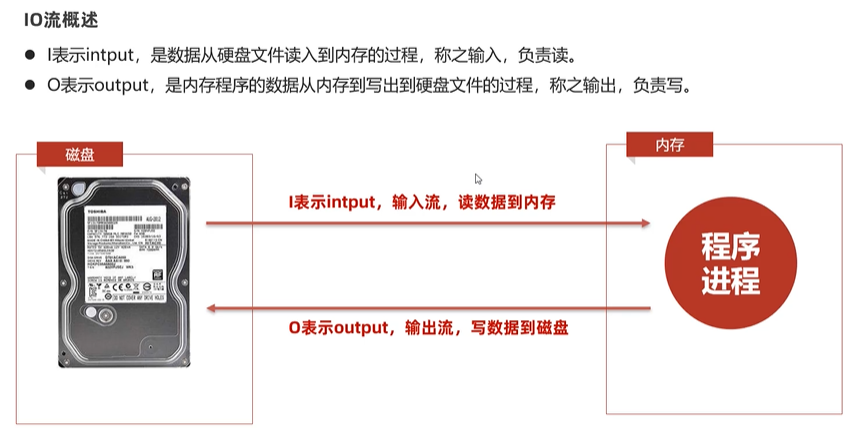 IO流概述
● I表示intput，是数据从硬盘文件读入到内存的过程，称之输入，负责读。
● O表示output，是内存程序的数据从内存到写出到硬盘文件的过程，称之输出，负责写。
磁盘
内存
TOSHIBA
I表示intput，输入流，读数据到内存
程序
进程
O表示output，输出流，写数据到磁盘
DO NOT COVER ANY DRIVE HOLES